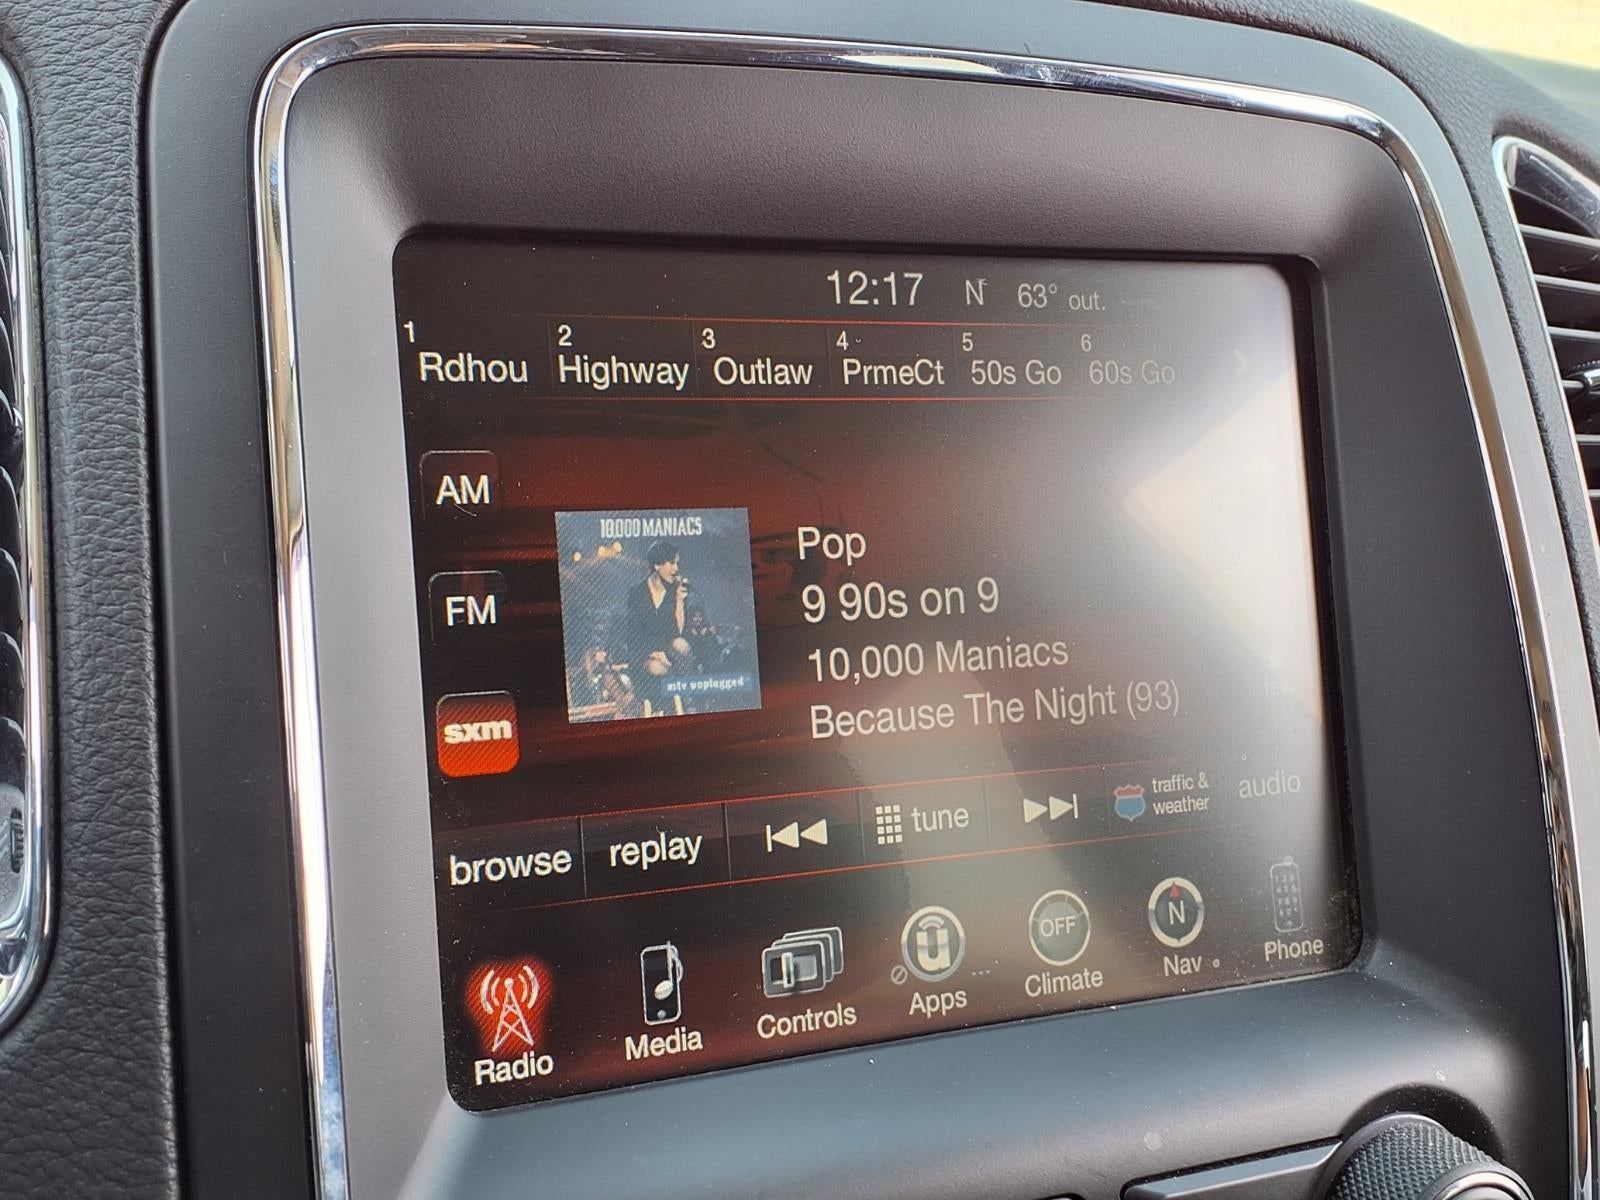 12:17 N 63° out.
1 2 3 4 5 6
Rdhou Highway Outlaw PrmeCt 50s Go 60s Go
AM
10,000 MANIACS
mtv unplugged
Pop
9 90s on 9
10,000 Maniacs
Because The Night (93)
FM
sxm
browse replay tune traffic & weather audio
OFF N
Radio Media Controls Apps Climate Nav Phone